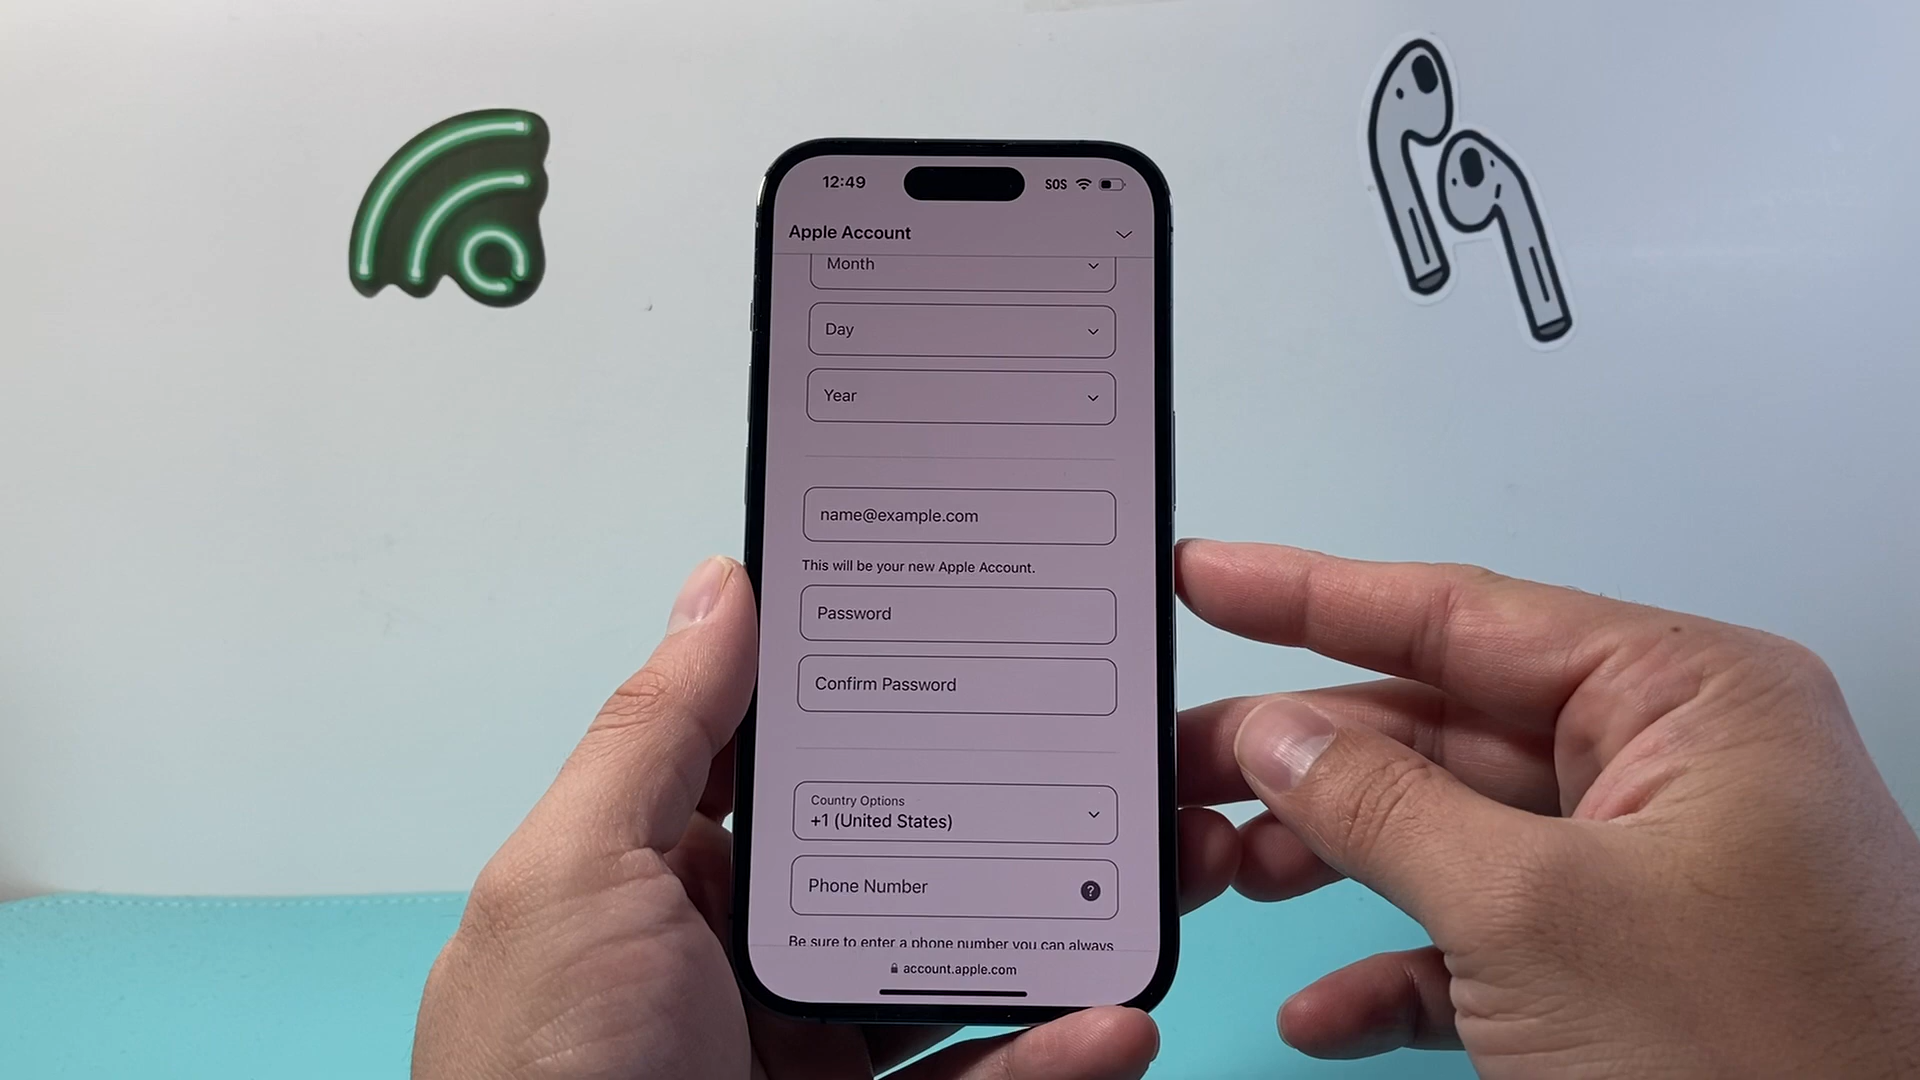 12:49
SOS
Apple Account
Month
Day
Year
name@example.com
This will be your new Apple Account.
Password
Confirm Password
Country Options
+1 (United States)
Phone Number
?
Be sure to enter a phone number you can always
account.apple.com